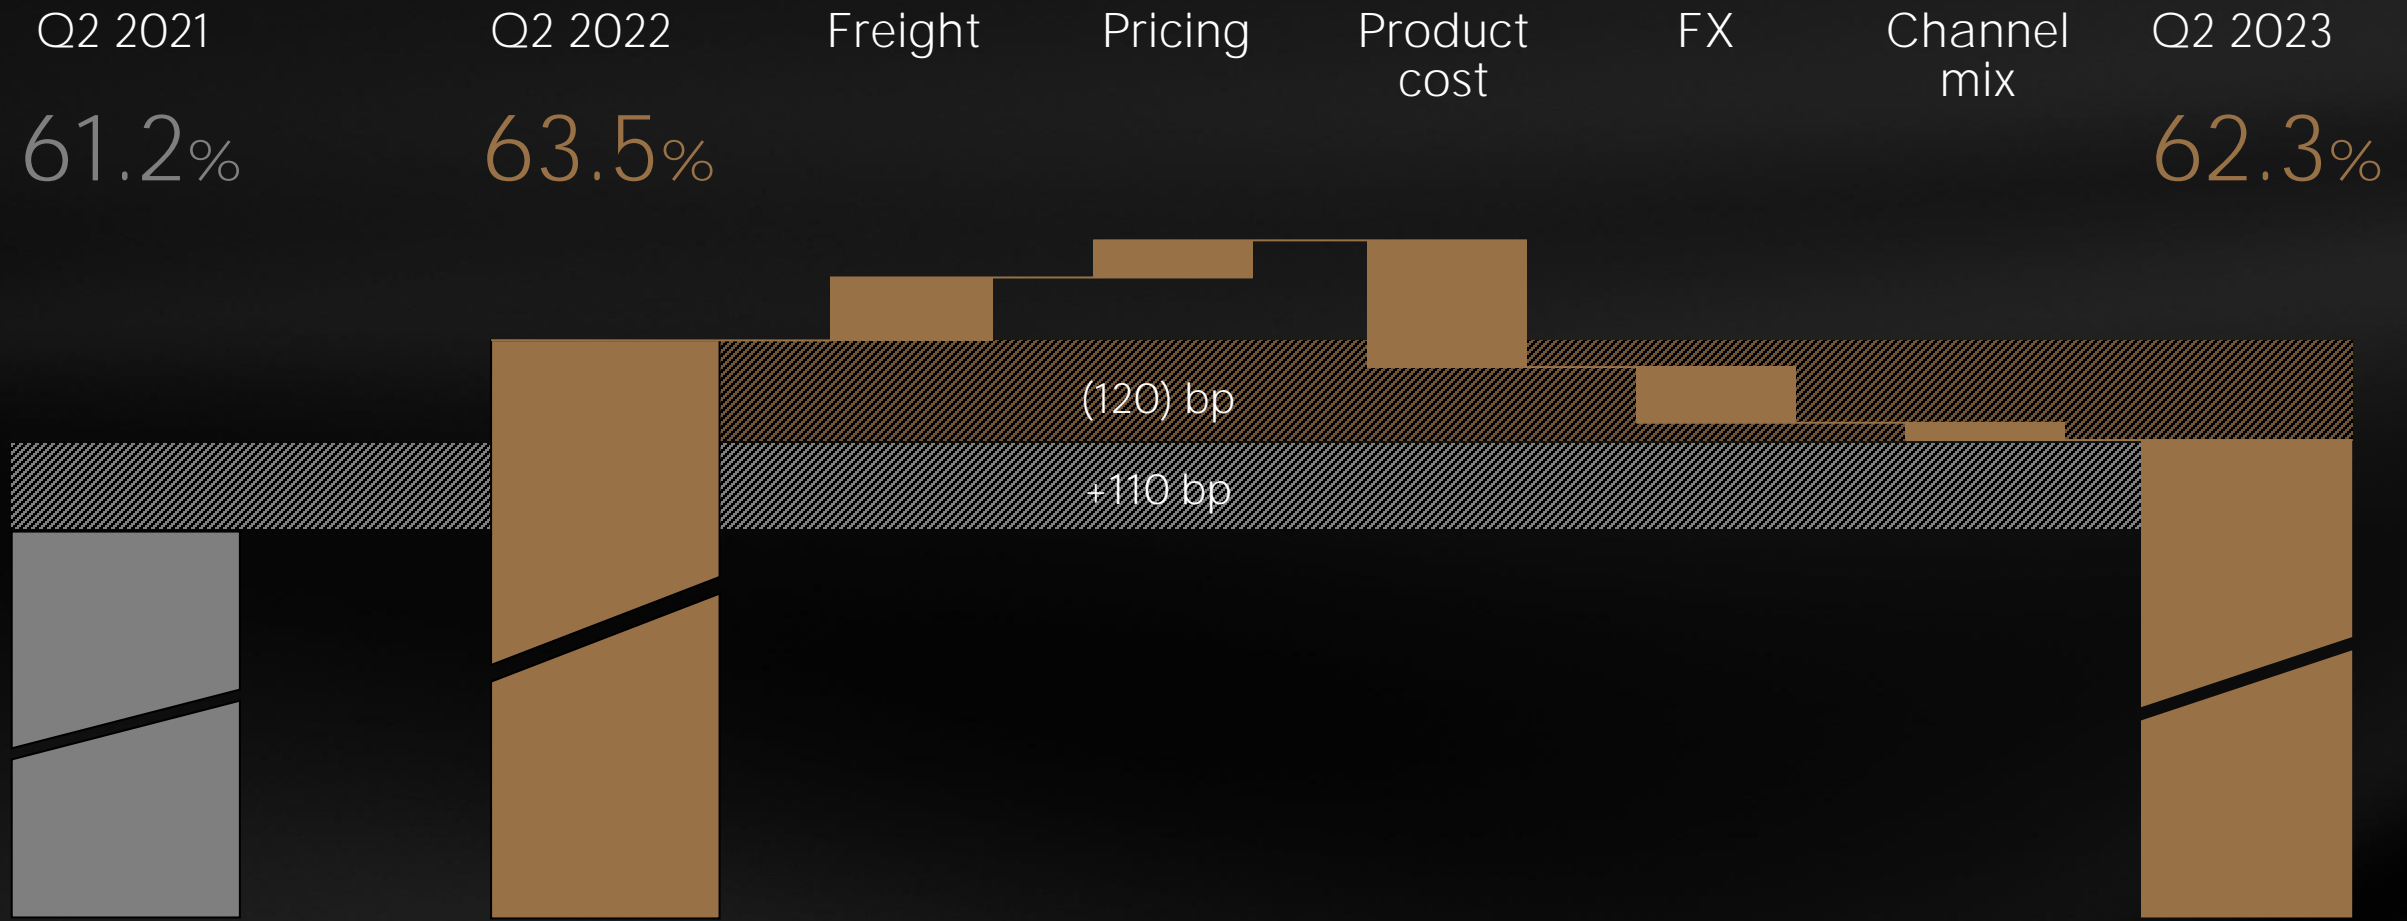 Q2 2021
Q2 2022
Freight
Pricing
Product
cost
FX
Channel
mix
Q2 2023
61.2%
63.5%
62.3%
(120) bp
+110 bp